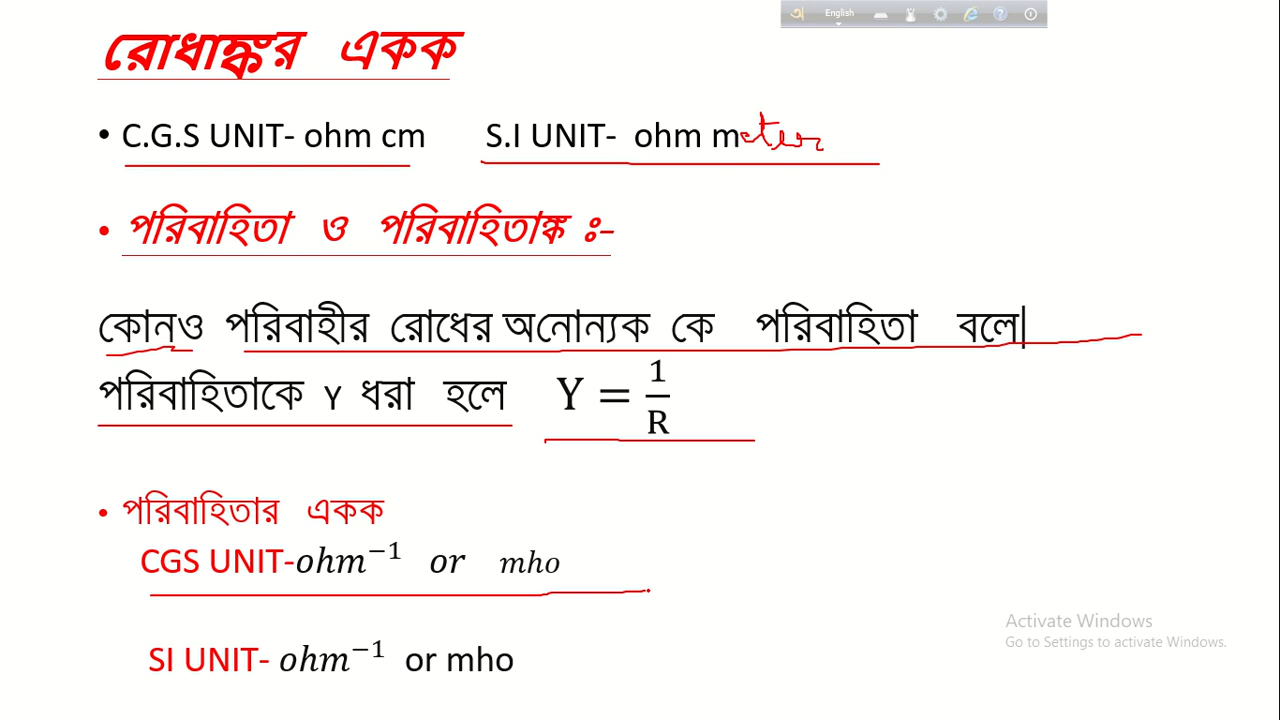 English
রোধাঙ্কর একক
• C.G.S UNIT- ohm cm S.I UNIT- ohm meter
• পরিবাহিতা ও পরিবাহিতাঙ্ক ঃ-
কোনও পরিবাহীর রোধের অনোন্যক কে পরিবাহিতা বলে|
পরিবাহিতাকে Y ধরা হলে Y = 1/R
• পরিবাহিতার একক
CGS UNIT-ohm⁻¹ or mho
SI UNIT- ohm⁻¹ or mho
Activate Windows
Go to Settings to activate Windows.